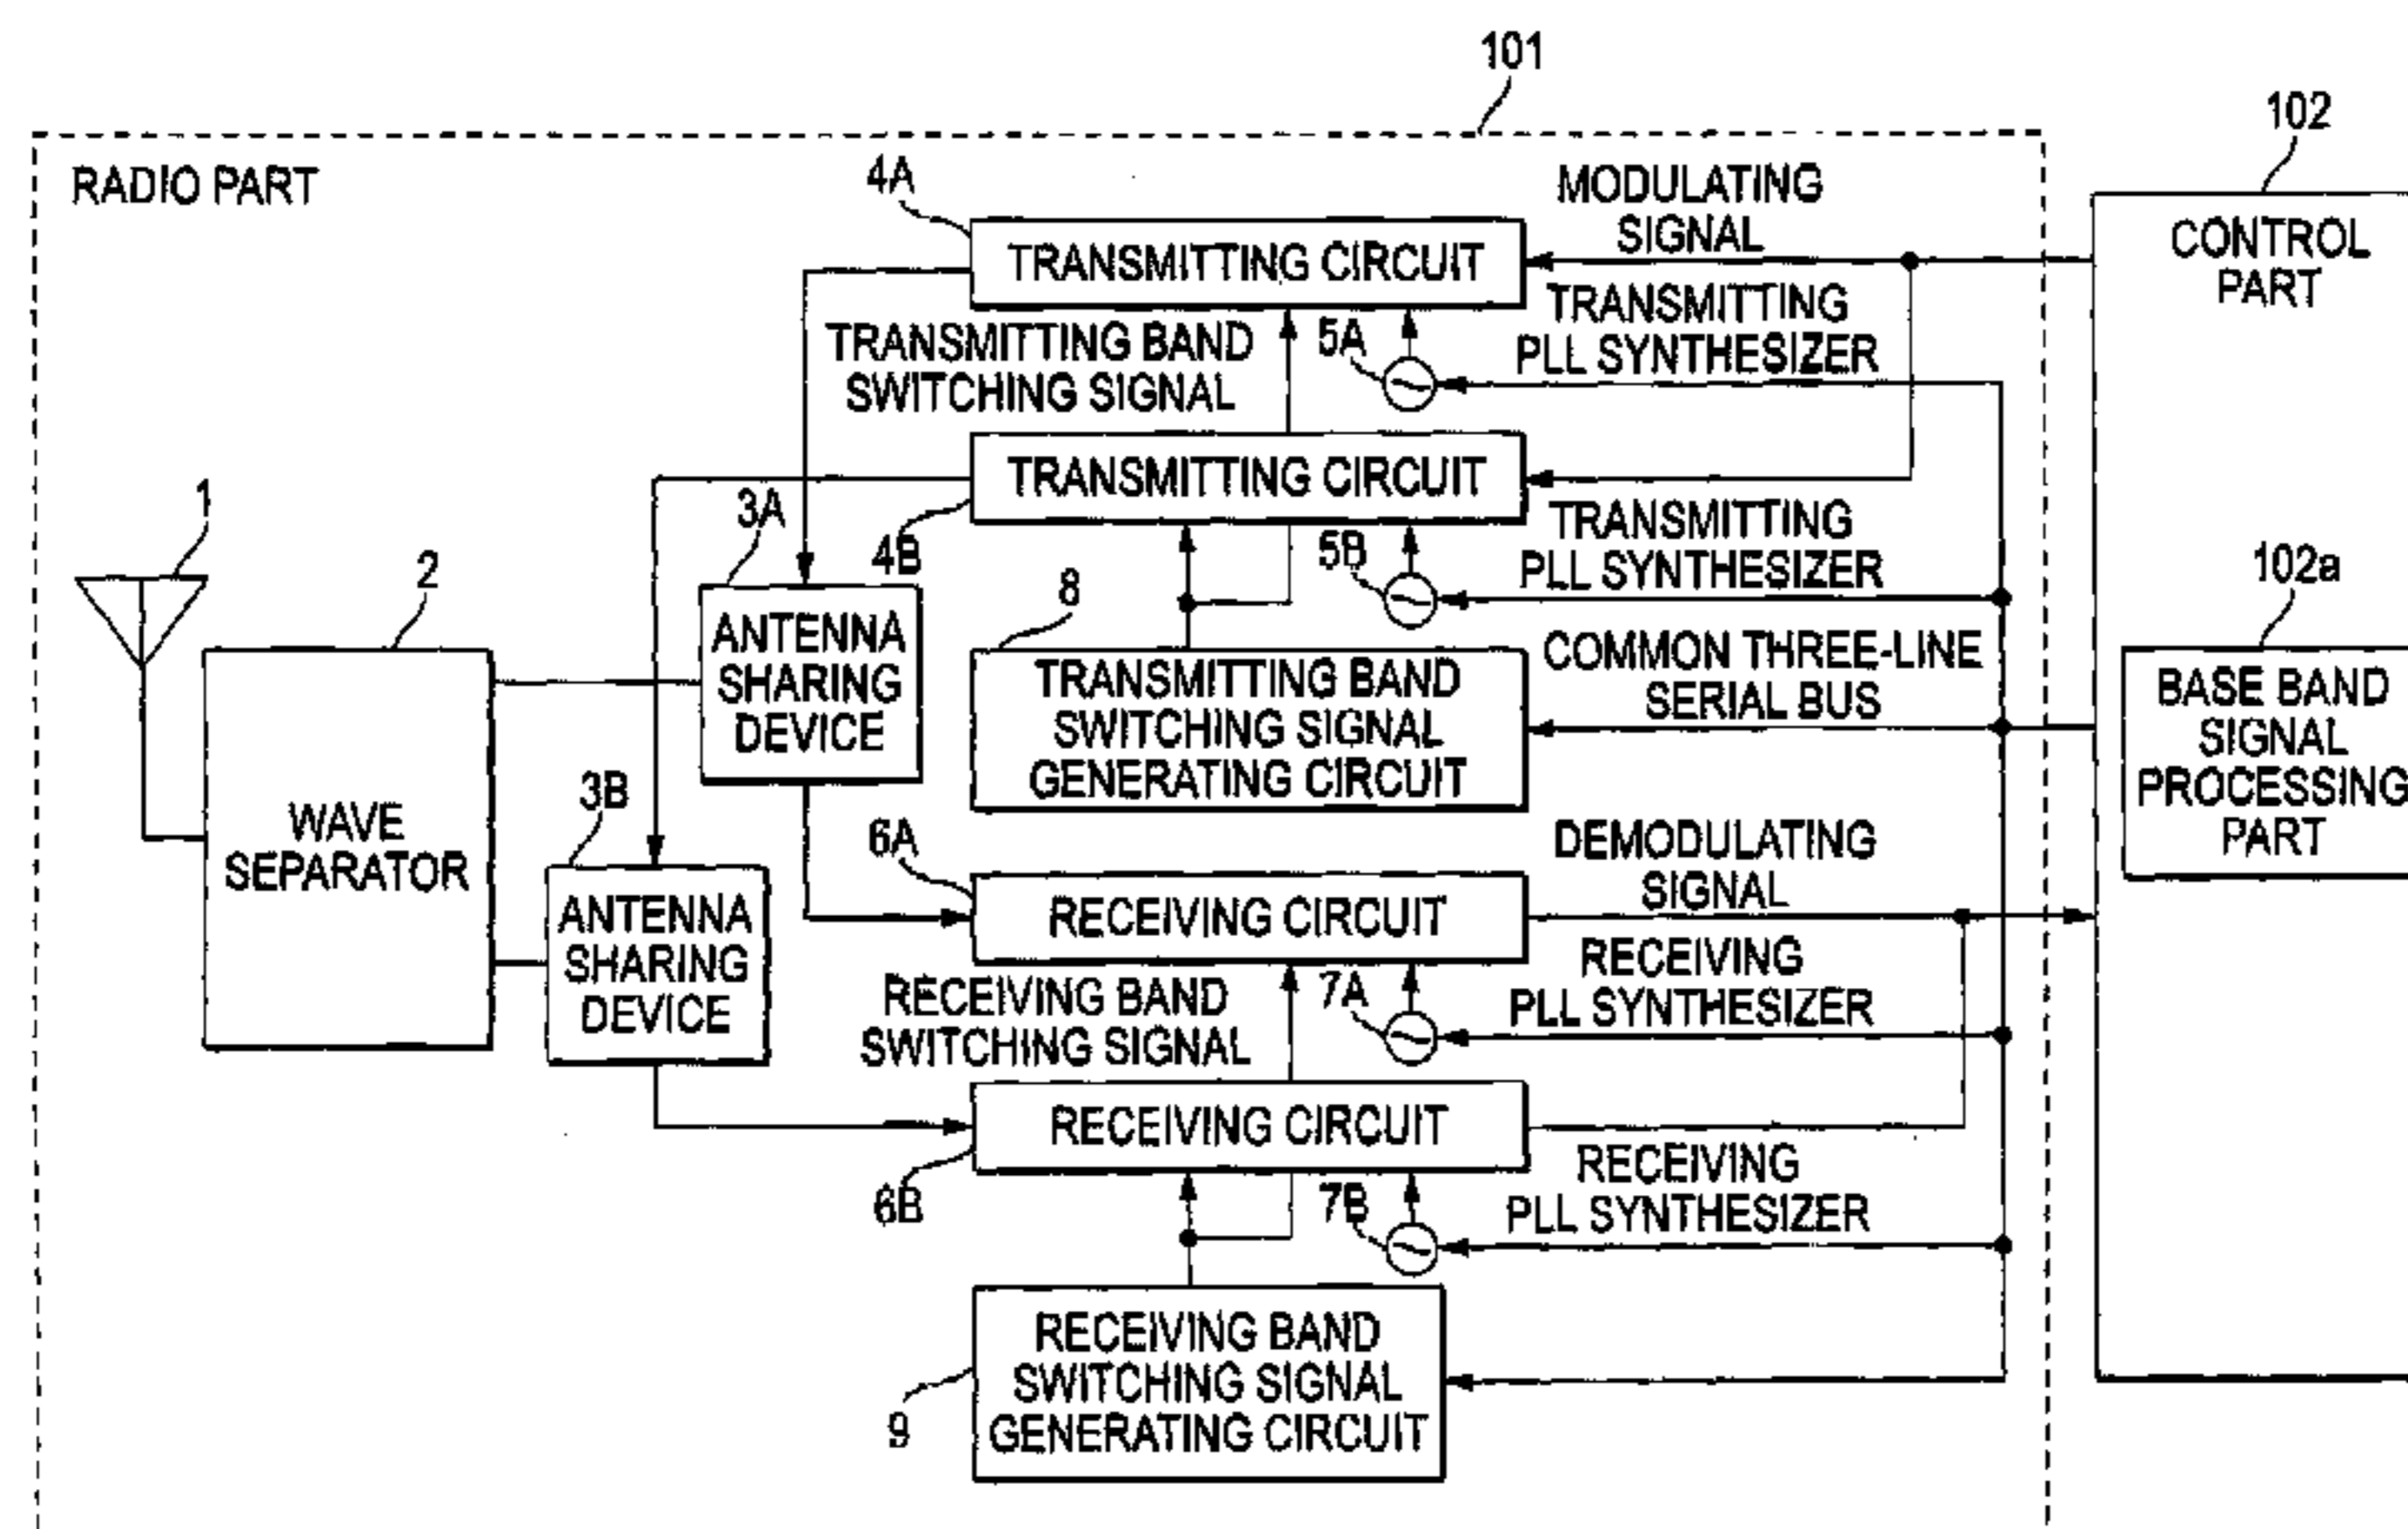 101
102
RADIO PART
4A
MODULATING
SIGNAL
CONTROL
PART
TRANSMITTING CIRCUIT
TRANSMITTING BAND
SWITCHING SIGNAL
5A
TRANSMITTING
PLL SYNTHESIZER
TRANSMITTING CIRCUIT
1
2
3A
4B
5B
TRANSMITTING
PLL SYNTHESIZER
102a
8
ANTENNA
SHARING
DEVICE
TRANSMITTING BAND
SWITCHING SIGNAL
GENERATING CIRCUIT
COMMON THREE-LINE
SERIAL BUS
BASE BAND
SIGNAL
PROCESSING
PART
WAVE
SEPARATOR
3B
6A
DEMODULATING
SIGNAL
ANTENNA
SHARING
DEVICE
RECEIVING CIRCUIT
RECEIVING BAND
SWITCHING SIGNAL
7A
RECEIVING
PLL SYNTHESIZER
RECEIVING CIRCUIT
6B
7B
RECEIVING
PLL SYNTHESIZER
9
RECEIVING BAND
SWITCHING SIGNAL
GENERATING CIRCUIT